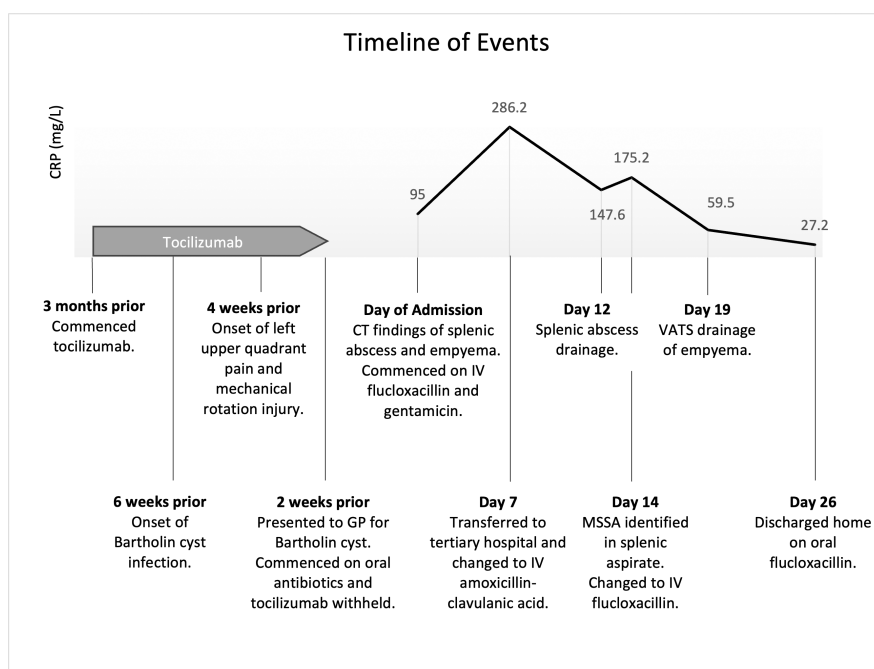 Timeline of Events
CRP (mg/L)
286.2
175.2
95
147.6
59.5
27.2
Tocilizumab
3 months prior
Commenced
tocilizumab.
4 weeks prior
Onset of left
upper quadrant
pain and
mechanical
rotation injury.
Day of Admission
CT findings of splenic
abscess and empyema.
Commenced on IV
flucloxacillin and
gentamicin.
Day 12
Splenic abscess
drainage.
Day 19
VATS drainage
of empyema.
6 weeks prior
Onset of
Bartholin cyst
infection.
2 weeks prior
Presented to GP for
Bartholin cyst.
Commenced on oral
antibiotics and
tocilizumab withheld.
Day 7
Transferred to
tertiary hospital and
changed to IV
amoxicillin-
clavulanic acid.
Day 14
MSSA identified
in splenic
aspirate.
Changed to IV
flucloxacillin.
Day 26
Discharged home
on oral
flucloxacillin.